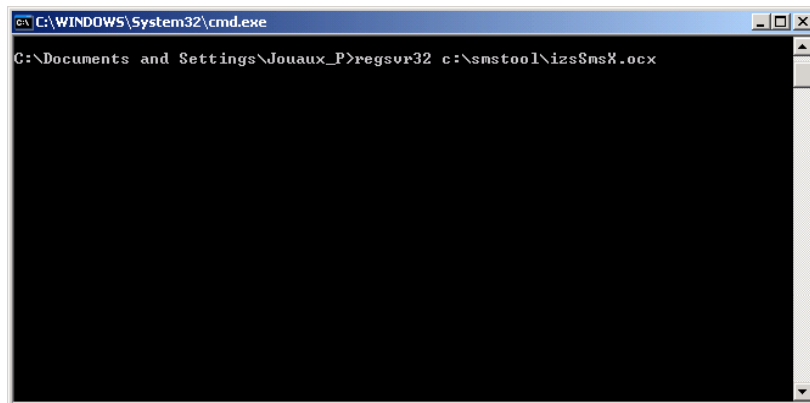 C:\WINDOWS\System32\cmd.exe
C:\Documents and Settings\Jouaux_P>regsvr32 c:\smstool\izsSmsX.ocx